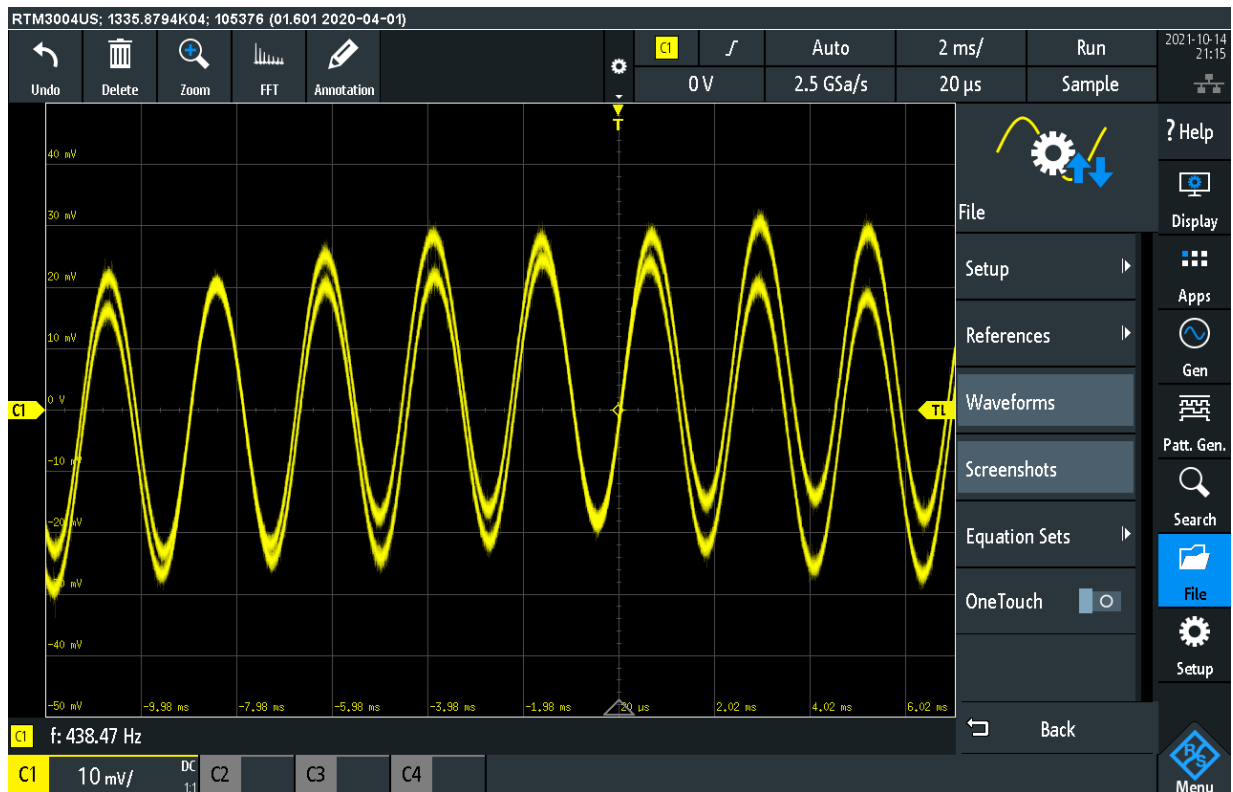 RTM3004US; 1335.8794K04; 105376 (01.601 2020-04-01)
Undo Delete Zoom FFT Annotation
C1 Auto 2 ms/ Run
0 V 2.5 GSa/s 20 µs Sample
2021-10-14
21:15
T
40 mV
30 mV
20 mV
10 mV
0 V
C1
TL
-10
-20
mV
-40 mV
-50 mV -9.98 ms -7.98 ms -5.98 ms -3.98 ms -1.98 ms 20 µs 2.02 ms 4.02 ms 6.02 ms
File
Setup
References
Waveforms
Screenshots
Equation Sets
OneTouch
Back
? Help
Display
Apps
Gen
Patt. Gen.
Search
File
Setup
R&S
Menu
C1 f: 438.47 Hz
C1 10 mV/ DC 1:1 C2 C3 C4